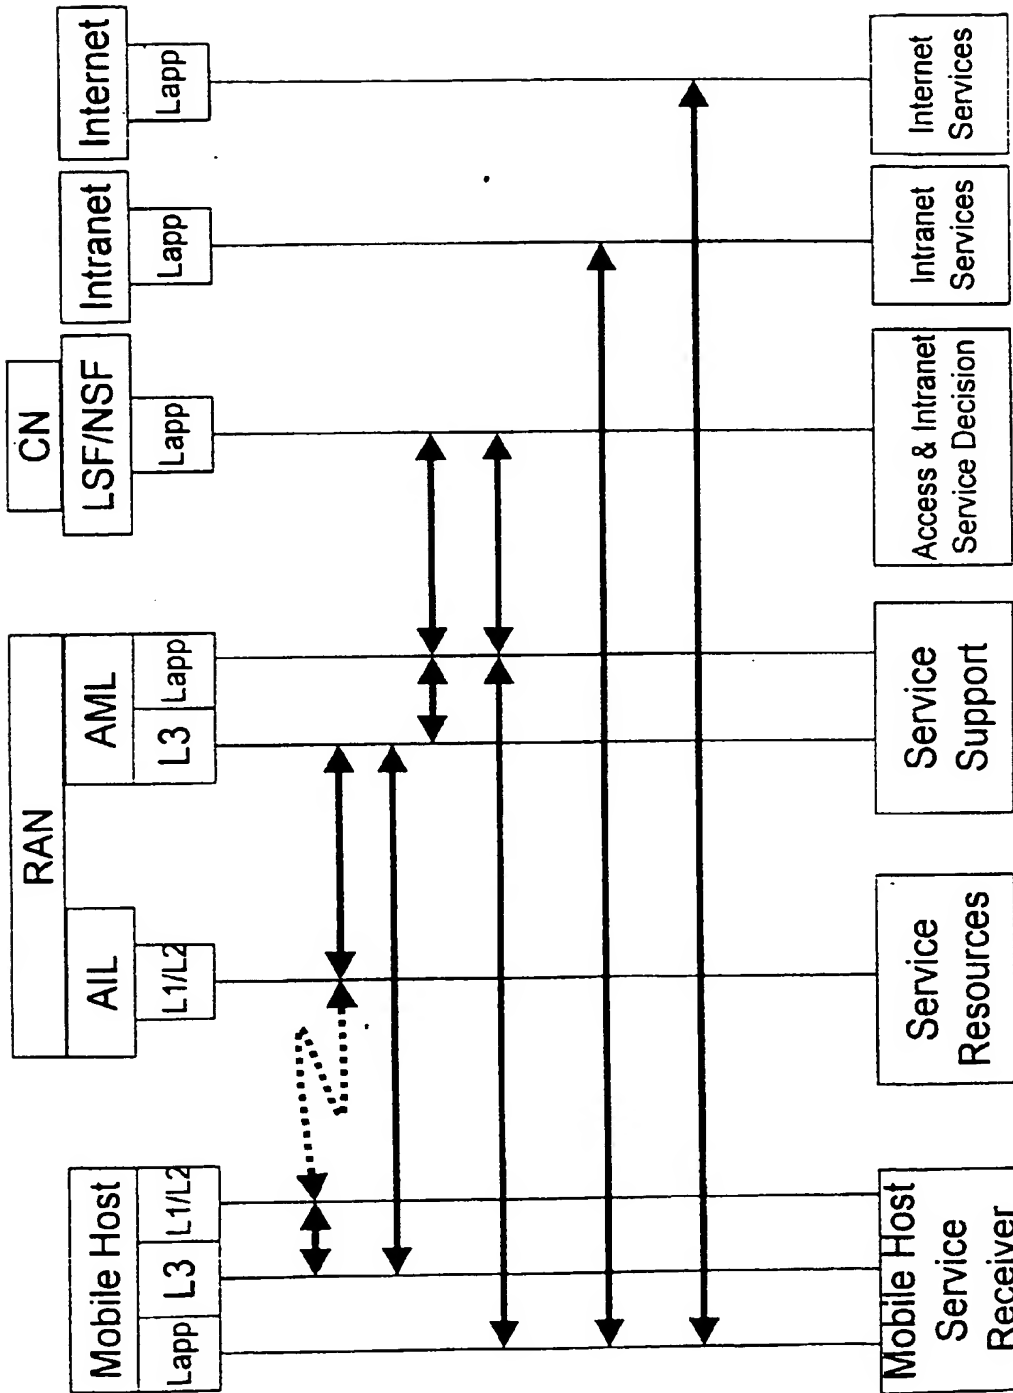 Mobile Host
Lapp
L3
L1/L2
RAN
AIL
L1/L2
AML
L3
Lapp
CN
LSF/NSF
Lapp
Intranet
Lapp
Internet
Lapp
Mobile Host
Service
Receiver
Service
Resources
Service
Support
Access & Intranet
Service Decision
Intranet
Services
Internet
Services